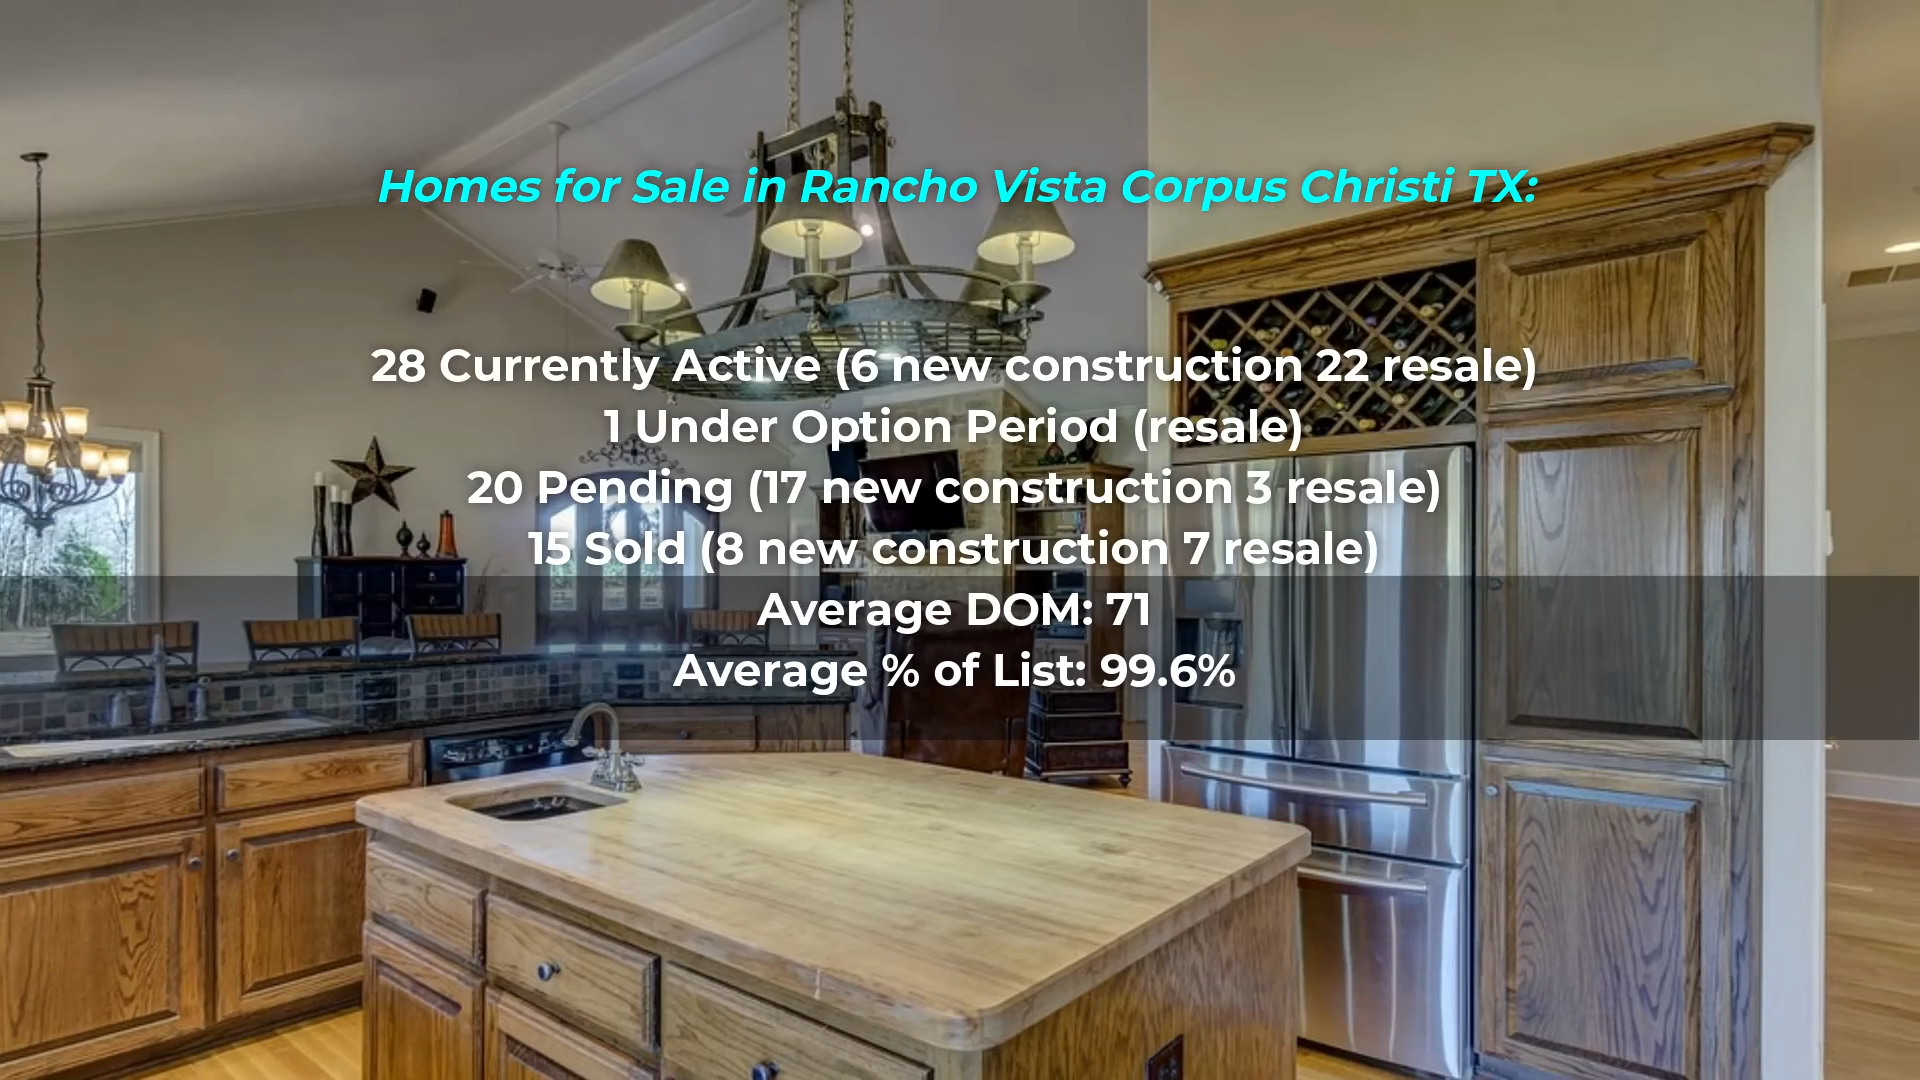 Homes for Sale in Rancho Vista Corpus Christi TX:
28 Currently Active (6 new construction 22 resale)
1 Under Option Period (resale)
20 Pending (17 new construction 3 resale)
15 Sold (8 new construction 7 resale)
Average DOM: 71
Average % of List: 99.6%